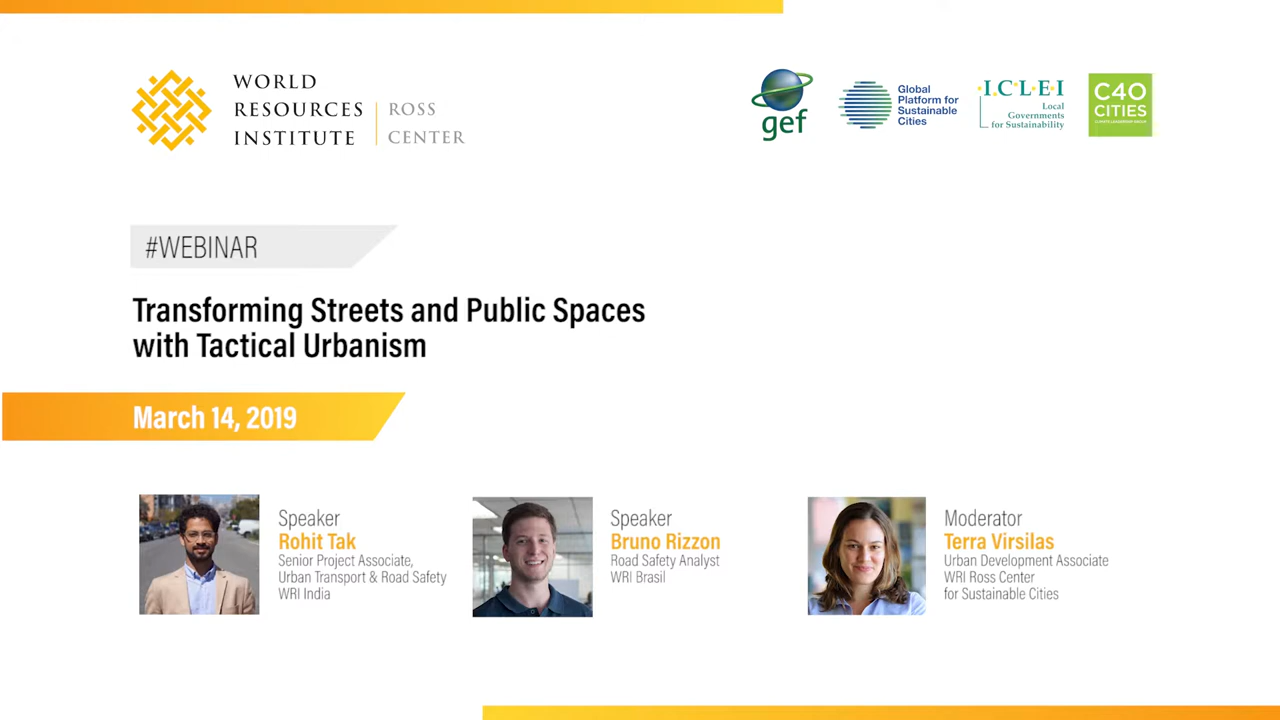 WORLD
RESOURCES
INSTITUTE
ROSS
CENTER
gef
Global
Platform for
Sustainable
Cities
I.C.L.E.I
Local
Governments
for Sustainability
C40
CITIES
CLIMATE LEADERSHIP GROUP
#WEBINAR
Transforming Streets and Public Spaces
with Tactical Urbanism
March 14, 2019
Speaker
Rohit Tak
Senior Project Associate,
Urban Transport & Road Safety
WRI India
Speaker
Bruno Rizzon
Road Safety Analyst
WRI Brasil
Moderator
Terra Virsilas
Urban Development Associate
WRI Ross Center
for Sustainable Cities